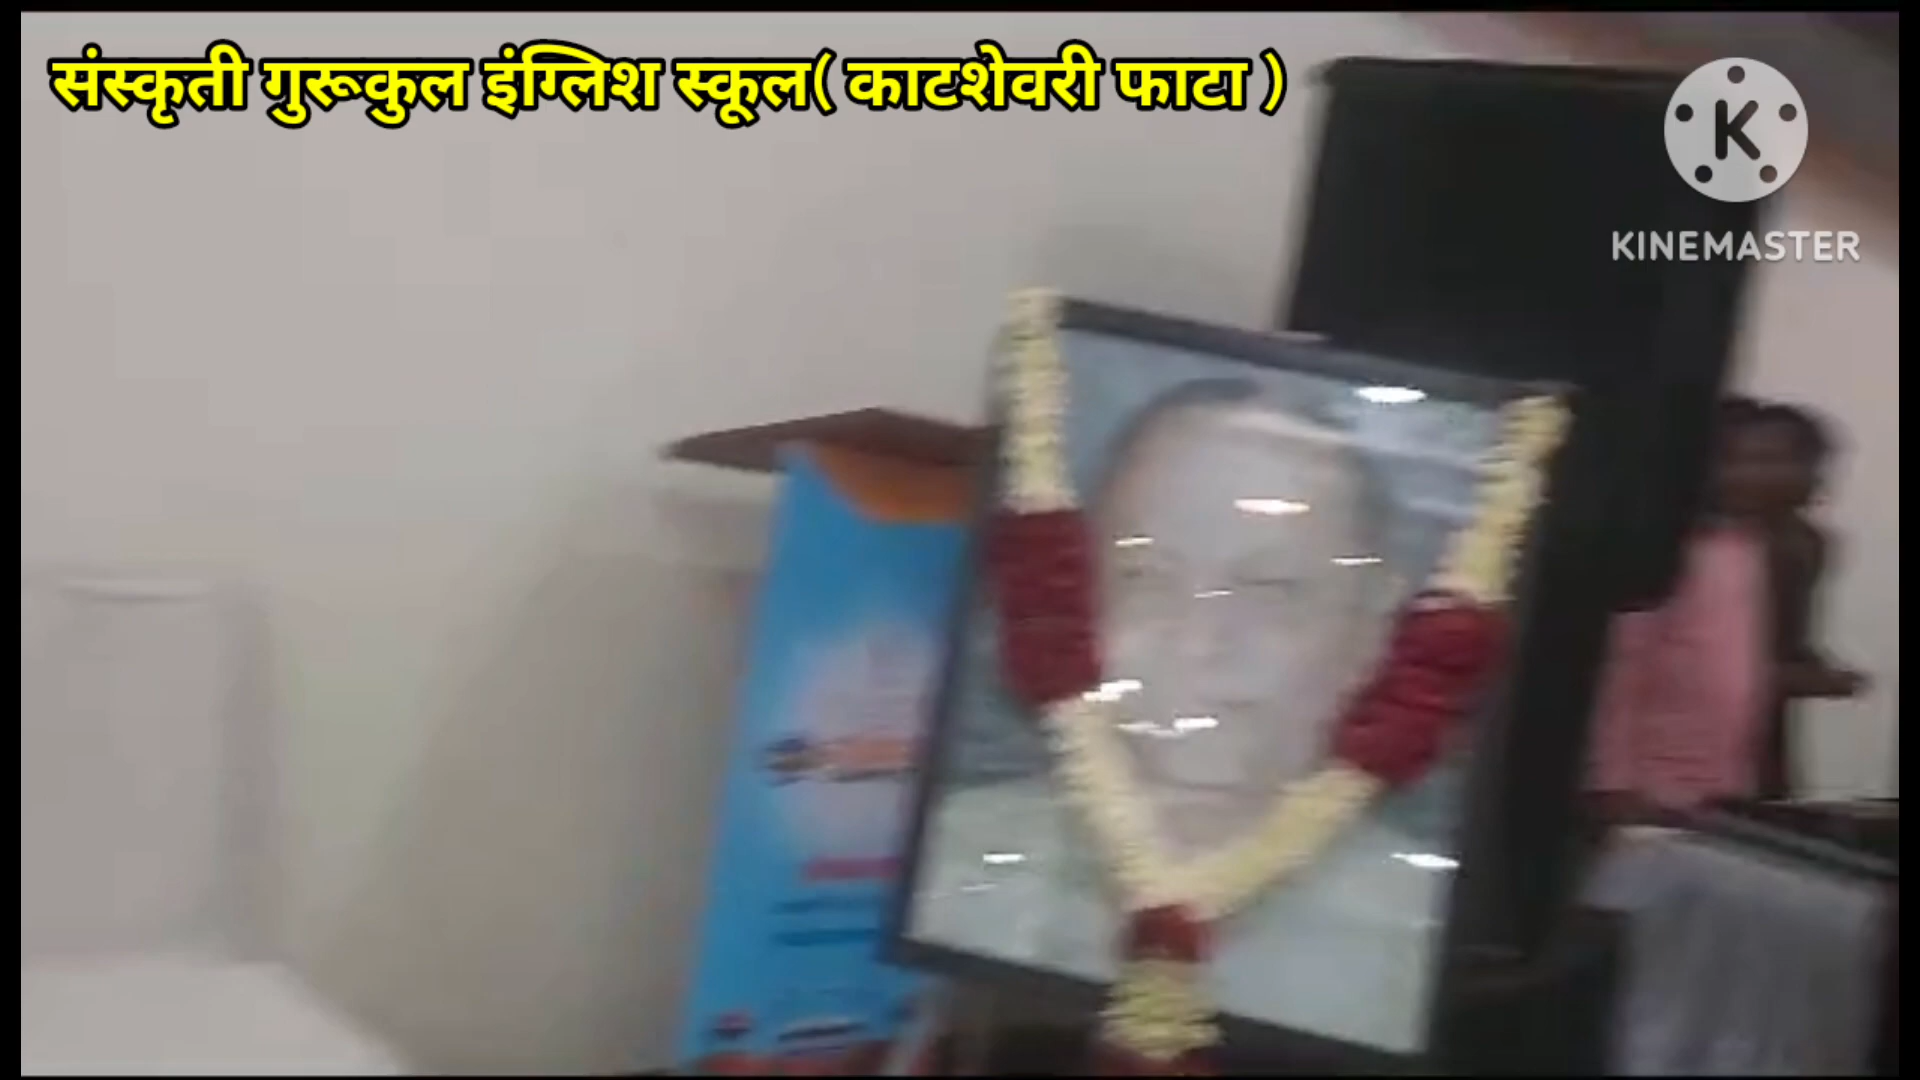 संस्कृती गुरूकुल इंग्लिश स्कूल( काटशेवरी फाटा )
K
KINEMASTER